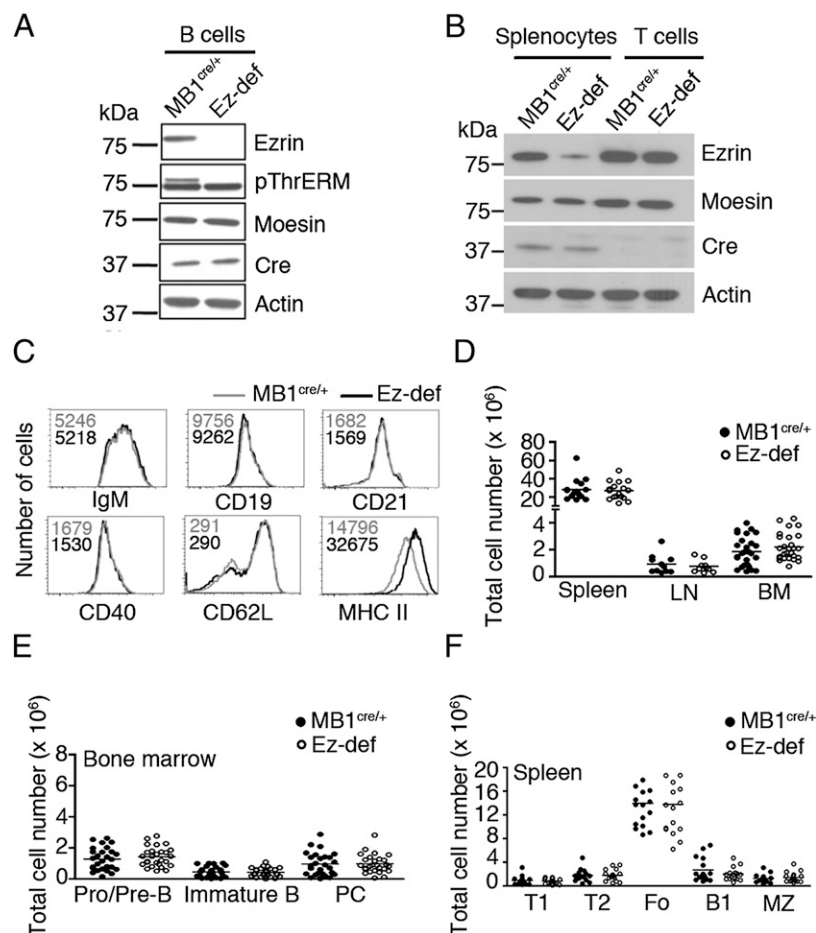 A
B cells
MB1cre/+
Ez-def
kDa
75
Ezrin
75
pThrERM
75
Moesin
37
Cre
37
Actin
B
Splenocytes
T cells
MB1cre/+
Ez-def
MB1cre/+
Ez-def
kDa
75
Ezrin
75
Moesin
37
Cre
37
Actin
C
MB1cre/+
Ez-def
Number of cells
5246
5218
IgM
9756
9262
CD19
1682
1569
CD21
1679
1530
CD40
291
290
CD62L
14796
32675
MHC II
D
MB1cre/+
Ez-def
Total cell number (x 10⁶)
80
60
40
20
4
2
0
Spleen
LN
BM
E
MB1cre/+
Ez-def
Total cell number (x 10⁶)
Bone marrow
8
6
4
2
0
Pro/Pre-B
Immature B
PC
F
MB1cre/+
Ez-def
Total cell number (x 10⁶)
Spleen
20
16
12
8
4
0
T1
T2
Fo
B1
MZ